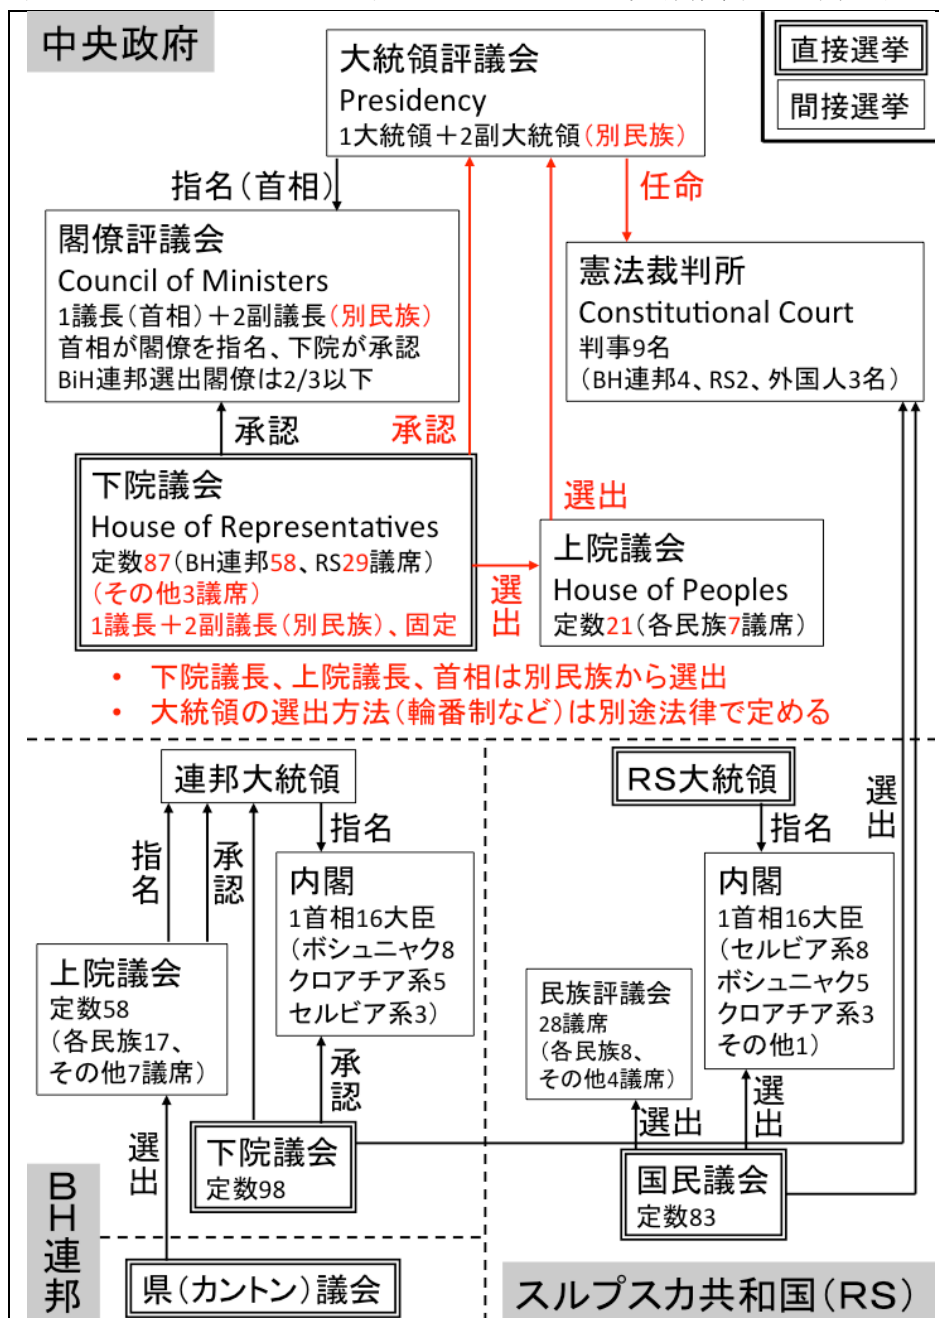 中央政府
直接選挙
間接選挙
大統領評議会
Presidency
1大統領＋2副大統領(別民族)
指名(首相)
任命
閣僚評議会
Council of Ministers
1議長(首相)＋2副議長(別民族)
首相が閣僚を指名、下院が承認
BiH連邦選出閣僚は2/3以下
憲法裁判所
Constitutional Court
判事9名
(BH連邦4、RS2、外国人3名)
承認
承認
選出
下院議会
House of Representatives
定数87(BH連邦58、RS29議席)
(その他3議席)
1議長＋2副議長(別民族)、固定
選出
上院議会
House of Peoples
定数21(各民族7議席)
• 下院議長、上院議長、首相は別民族から選出
• 大統領の選出方法(輪番制など)は別途法律で定める
連邦大統領
指名
承認
指名
内閣
1首相16大臣
(ボシュニャク8
クロアチア系5
セルビア系3)
上院議会
定数58
(各民族17、
その他7議席)
承認
選出
下院議会
定数98
BH連邦
県(カントン)議会
RS大統領
指名
選出
内閣
1首相16大臣
(セルビア系8
ボシュニャク5
クロアチア系3
その他1)
民族評議会
28議席
(各民族8、
その他4議席)
選出
選出
国民議会
定数83
スルプスカ共和国(RS)